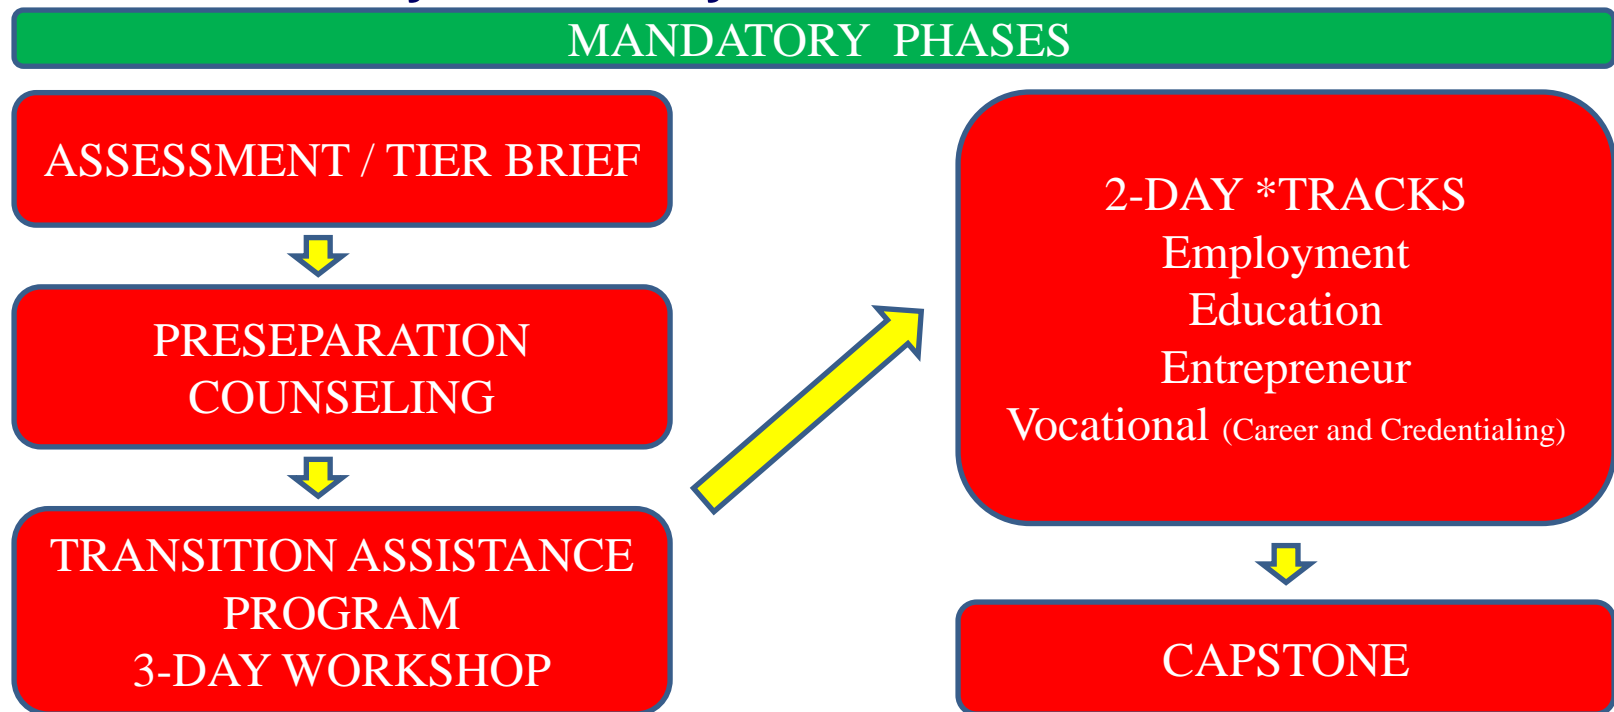 MANDATORY PHASES
ASSESSMENT / TIER BRIEF
PRESEPARATION
COUNSELING
TRANSITION ASSISTANCE
PROGRAM
3-DAY WORKSHOP
2-DAY *TRACKS
Employment
Education
Entrepreneur
Vocational (Career and Credentialing)
CAPSTONE